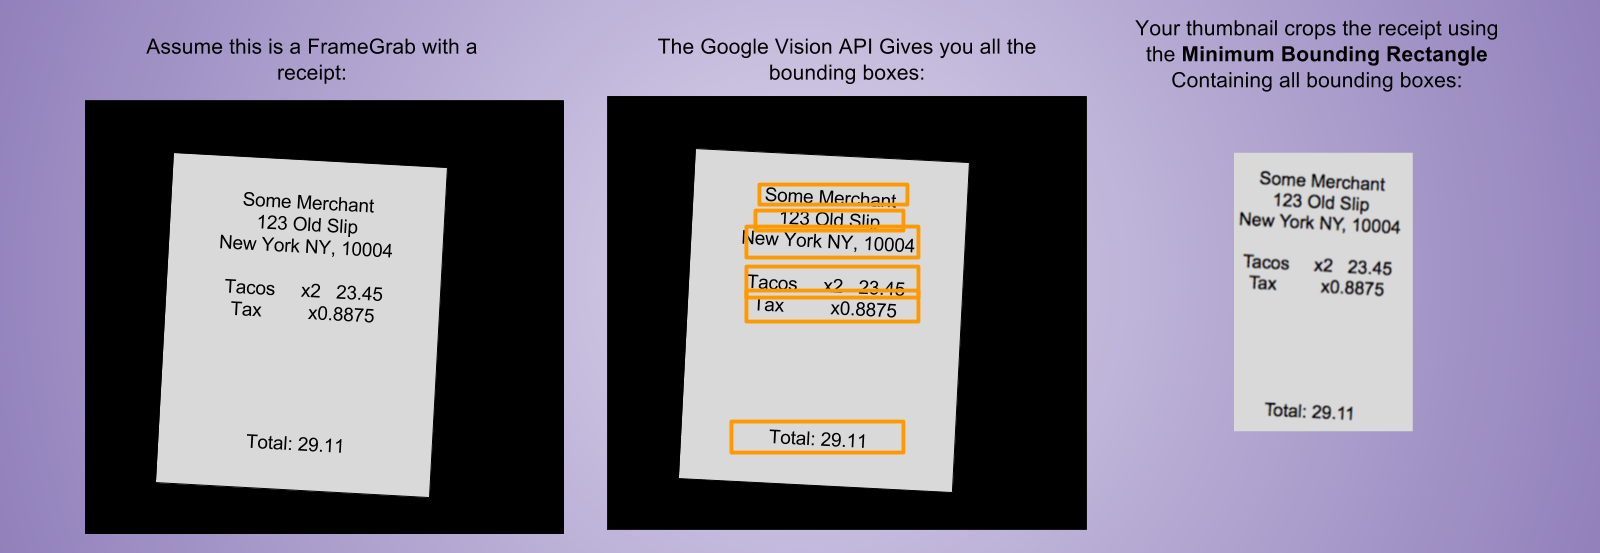 Assume this is a FrameGrab with a
receipt:
Some Merchant
123 Old Slip
New York NY, 10004
Tacos x2 23.45
Tax x0.8875
Total: 29.11
The Google Vision API Gives you all the
bounding boxes:
Some Merchant
123 Old Slip
New York NY, 10004
Tacos x2 23.45
Tax x0.8875
Total: 29.11
Your thumbnail crops the receipt using
the Minimum Bounding Rectangle
Containing all bounding boxes:
Some Merchant
123 Old Slip
New York NY, 10004
Tacos x2 23.45
Tax x0.8875
Total: 29.11